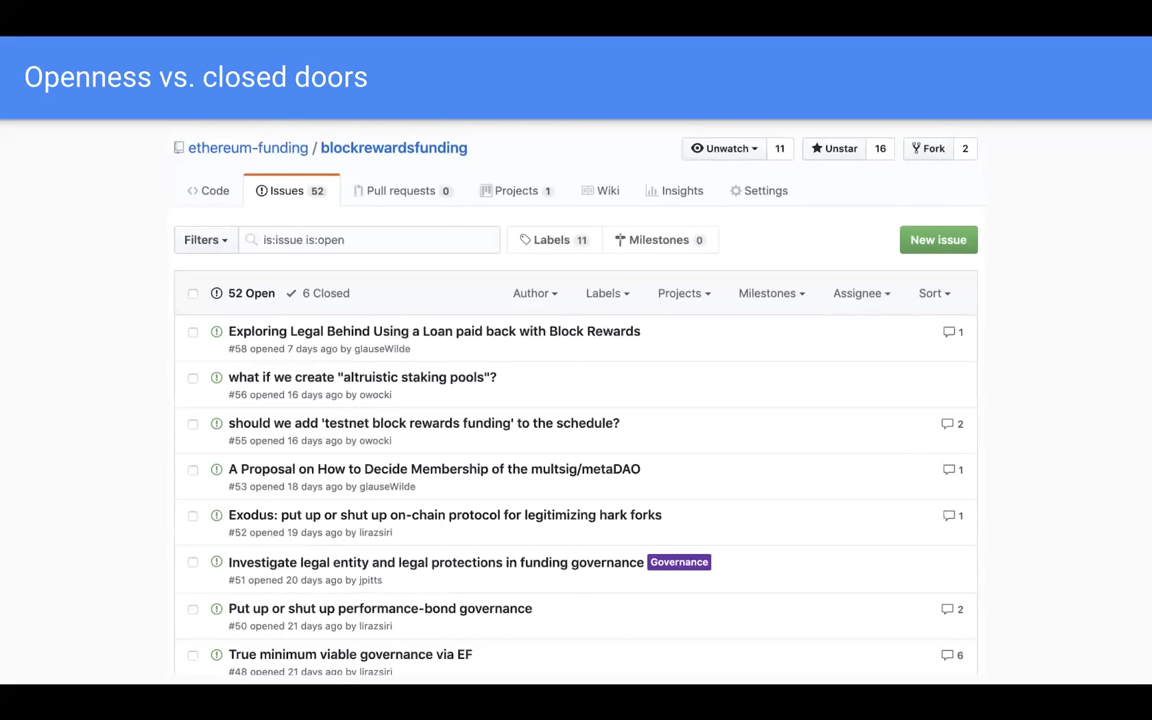 Openness vs. closed doors
ethereum-funding / blockrewardsfunding
Unwatch 11 Unstar 16 Fork 2
Code Issues 52 Pull requests 0 Projects 1 Wiki Insights Settings
Filters is:issue is:open Labels 11 Milestones 0 New issue
52 Open 6 Closed Author Labels Projects Milestones Assignee Sort
Exploring Legal Behind Using a Loan paid back with Block Rewards 1
#58 opened 7 days ago by glauseWilde
what if we create "altruistic staking pools"?
#56 opened 16 days ago by owocki
should we add 'testnet block rewards funding' to the schedule? 2
#55 opened 16 days ago by owocki
A Proposal on How to Decide Membership of the multsig/metaDAO 1
#53 opened 18 days ago by glauseWilde
Exodus: put up or shut up on-chain protocol for legitimizing hark forks 1
#52 opened 19 days ago by lirazsiri
Investigate legal entity and legal protections in funding governance Governance
#51 opened 20 days ago by jpitts
Put up or shut up performance-bond governance 2
#50 opened 21 days ago by lirazsiri
True minimum viable governance via EF 6
#48 opened 21 days ago by lirazsiri